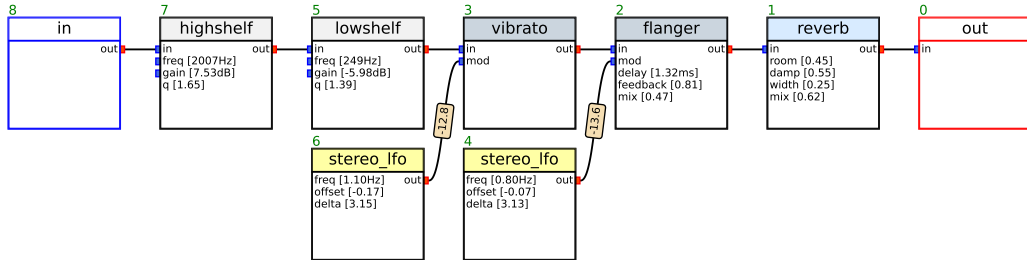 8
in
out
7
highshelf
in
out
freq [2007Hz]
gain [7.53dB]
q [1.65]
5
lowshelf
in
out
freq [249Hz]
gain [-5.98dB]
q [1.39]
3
vibrato
in
out
mod
2
flanger
in
out
mod
delay [1.32ms]
feedback [0.81]
mix [0.47]
1
reverb
in
out
room [0.45]
damp [0.55]
width [0.25]
mix [0.62]
0
out
in
-12.8
-13.6
6
stereo_lfo
freq [1.10Hz]
out
offset [-0.17]
delta [3.15]
4
stereo_lfo
freq [0.80Hz]
out
offset [-0.07]
delta [3.13]